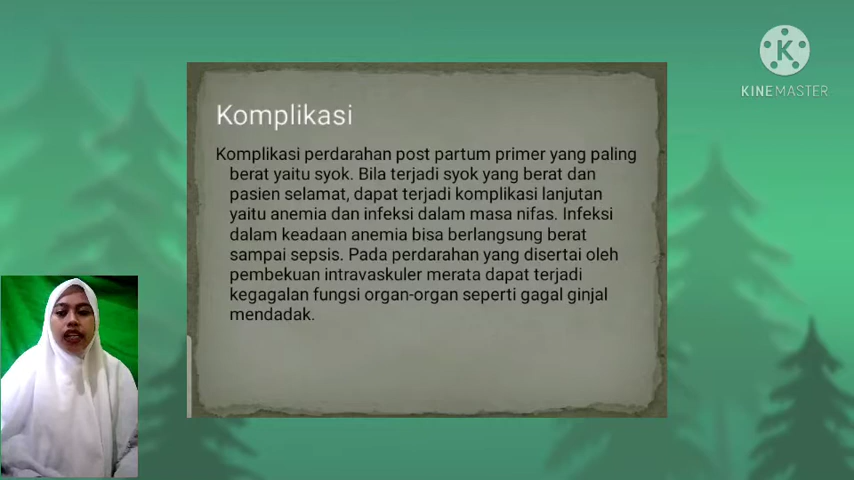 Komplikasi
Komplikasi perdarahan post partum primer yang paling
berat yaitu syok. Bila terjadi syok yang berat dan
pasien selamat, dapat terjadi komplikasi lanjutan
yaitu anemia dan infeksi dalam masa nifas. Infeksi
dalam keadaan anemia bisa berlangsung berat
sampai sepsis. Pada perdarahan yang disertai oleh
pembekuan intravaskuler merata dapat terjadi
kegagalan fungsi organ-organ seperti gagal ginjal
mendadak.
K
KINEMASTER